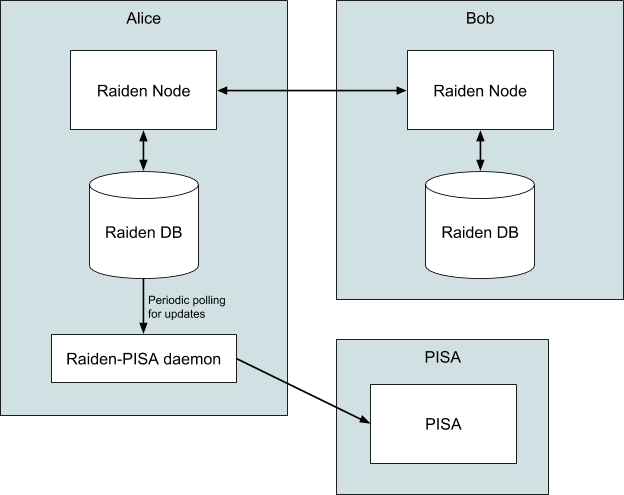 Alice
Bob
Raiden Node
Raiden Node
Raiden DB
Raiden DB
Periodic polling
for updates
Raiden-PISA daemon
PISA
PISA